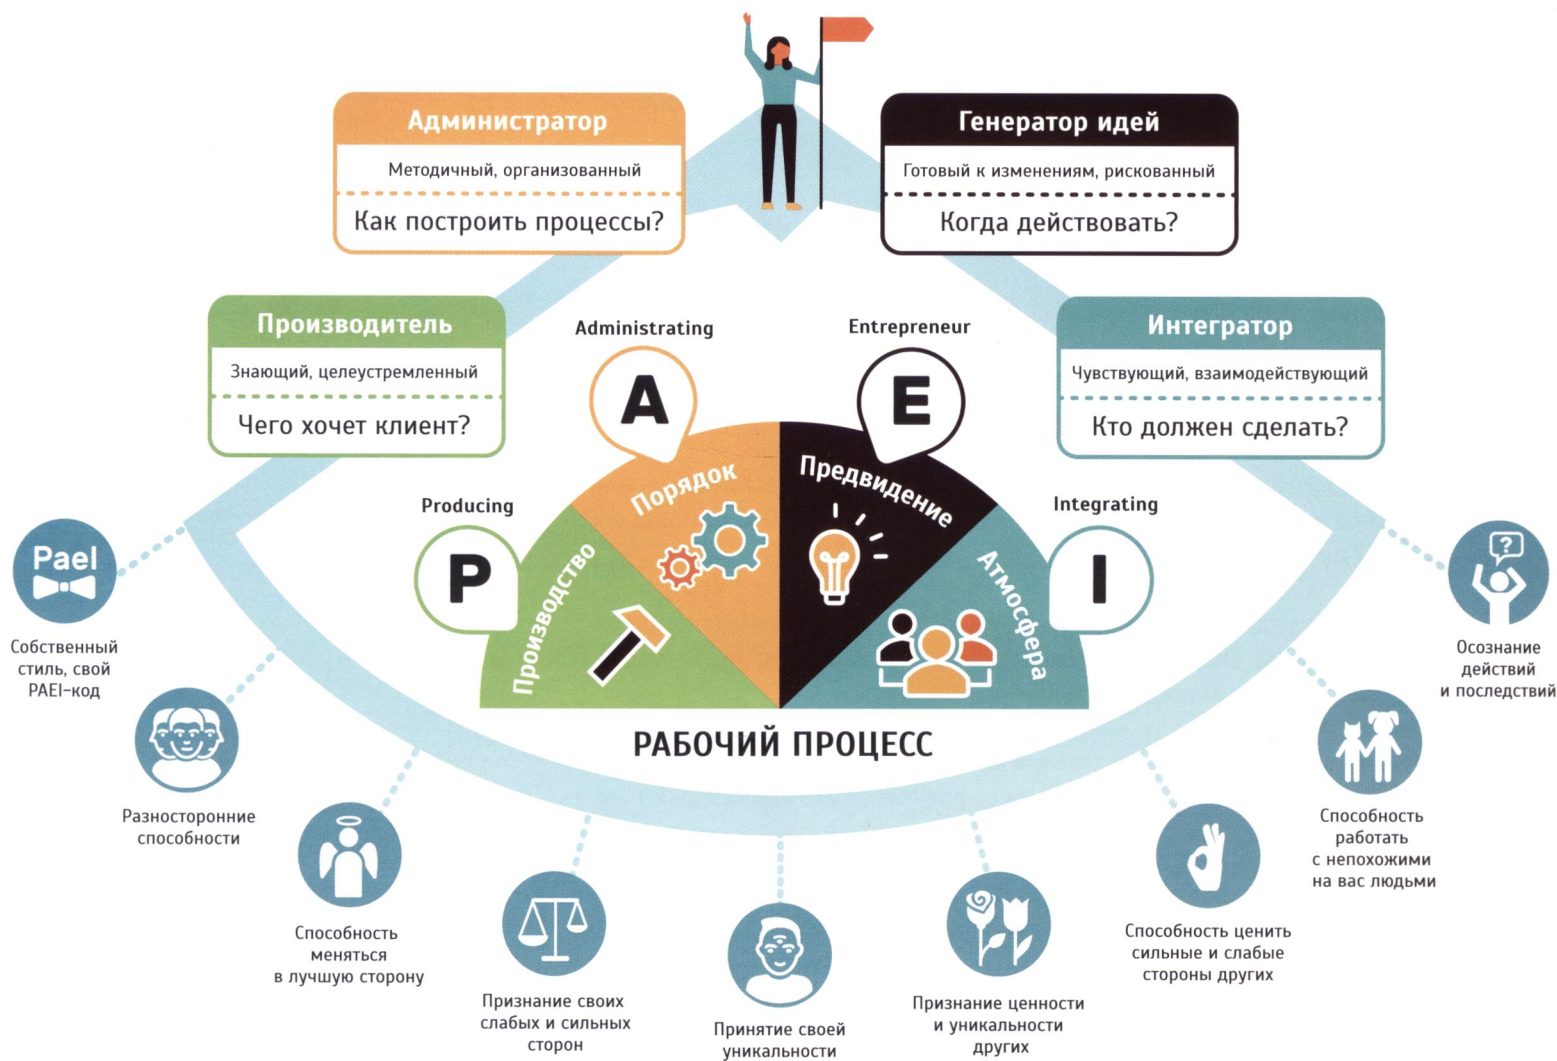 Администратор
Методичный, организованный
Как построить процессы?
Генератор идей
Готовый к изменениям, рискованный
Когда действовать?
Производитель
Знающий, целеустремленный
Чего хочет клиент?
Интегратор
Чувствующий, взаимодействующий
Кто должен сделать?
Administrating
A
Entrepreneur
E
Producing
P
Integrating
I
Производство
Порядок
Предвидение
Атмосфера
РАБОЧИЙ ПРОЦЕСС
PaeI
Собственный
стиль, свой
PAEI-код
Разносторонние
способности
Способность
меняться
в лучшую сторону
Признание своих
слабых и сильных
сторон
Принятие своей
уникальности
Признание ценности
и уникальности
других
Способность ценить
сильные и слабые
стороны других
Способность
работать
с непохожими
на вас людьми
?
Осознание
действий
и последствий